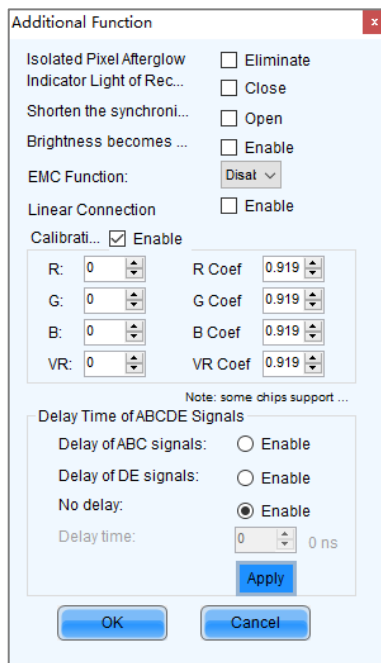 Additional Function x
Isolated Pixel Afterglow Eliminate
Indicator Light of Rec... Close
Shorten the synchroni... Open
Brightness becomes ... Enable
EMC Function: Disat
Linear Connection Enable
Calibrati... Enable
R: 0 R Coef 0.919
G: 0 G Coef 0.919
B: 0 B Coef 0.919
VR: 0 VR Coef 0.919
Note: some chips support ...
Delay Time of ABCDE Signals
Delay of ABC signals: Enable
Delay of DE signals: Enable
No delay: Enable
Delay time: 0 0 ns
Apply
OK Cancel